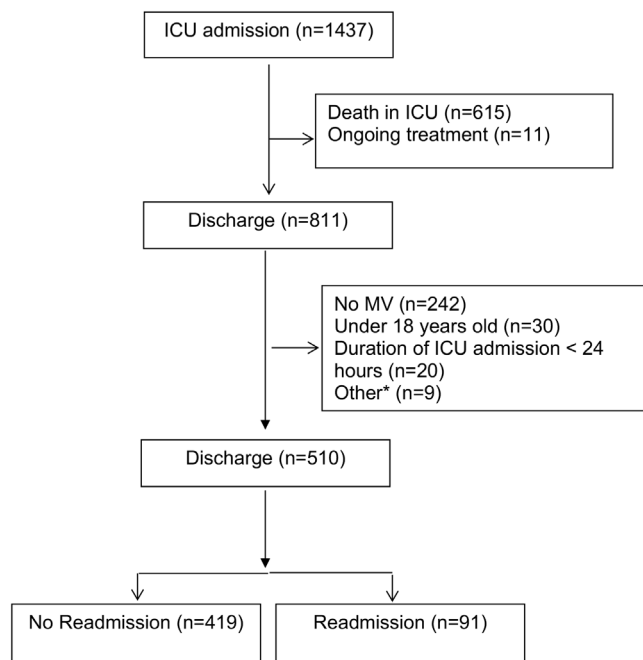 ICU admission (n=1437)
Death in ICU (n=615)
Ongoing treatment (n=11)
Discharge (n=811)
No MV (n=242)
Under 18 years old (n=30)
Duration of ICU admission < 24
hours (n=20)
Other* (n=9)
Discharge (n=510)
No Readmission (n=419)
Readmission (n=91)